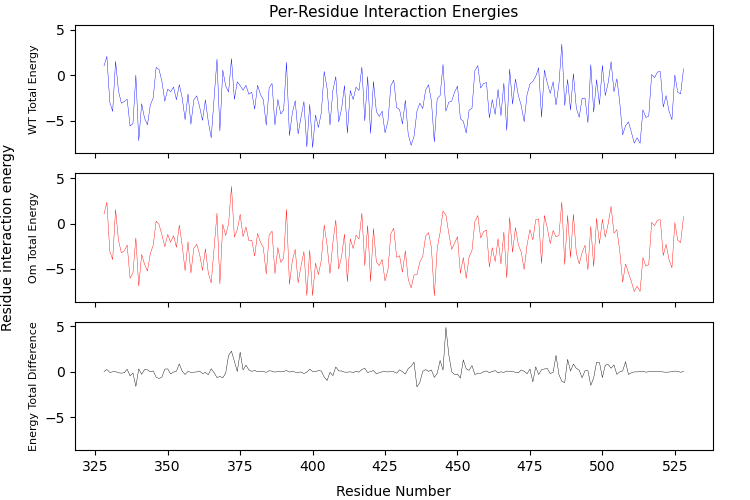 Per-Residue Interaction Energies
Residue interaction energy
WT Total Energy
5
0
−5
Om Total Energy
5
0
−5
Energy Total Difference
5
0
−5
325 350 375 400 425 450 475 500 525
Residue Number